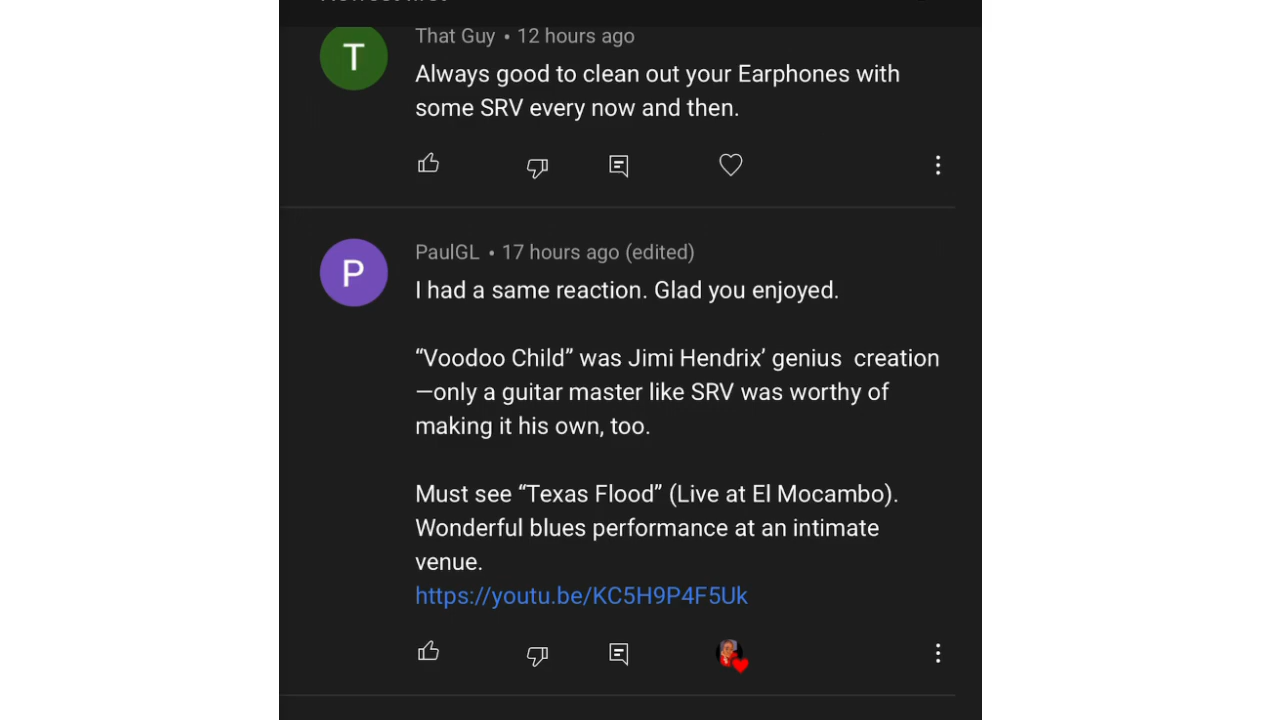 That Guy • 12 hours ago
T
Always good to clean out your Earphones with
some SRV every now and then.
PaulGL • 17 hours ago (edited)
P
I had a same reaction. Glad you enjoyed.
“Voodoo Child” was Jimi Hendrix’ genius  creation
—only a guitar master like SRV was worthy of
making it his own, too.
Must see “Texas Flood” (Live at El Mocambo).
Wonderful blues performance at an intimate
venue.
https://youtu.be/KC5H9P4F5Uk